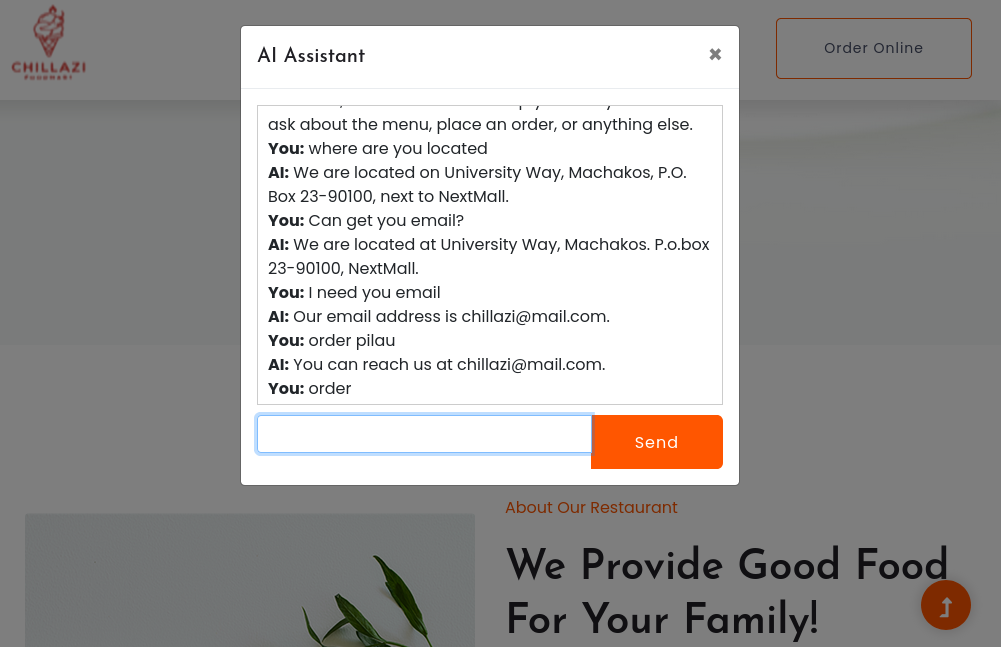 CHILLAZI
FOODMART
Order Online
AI Assistant
×
ask about the menu, place an order, or anything else.
You: where are you located
AI: We are located on University Way, Machakos, P.O.
Box 23-90100, next to NextMall.
You: Can get you email?
AI: We are located at University Way, Machakos. P.o.box
23-90100, NextMall.
You: I need you email
AI: Our email address is chillazi@mail.com.
You: order pilau
AI: You can reach us at chillazi@mail.com.
You: order
Send
About Our Restaurant
We Provide Good Food
For Your Family!